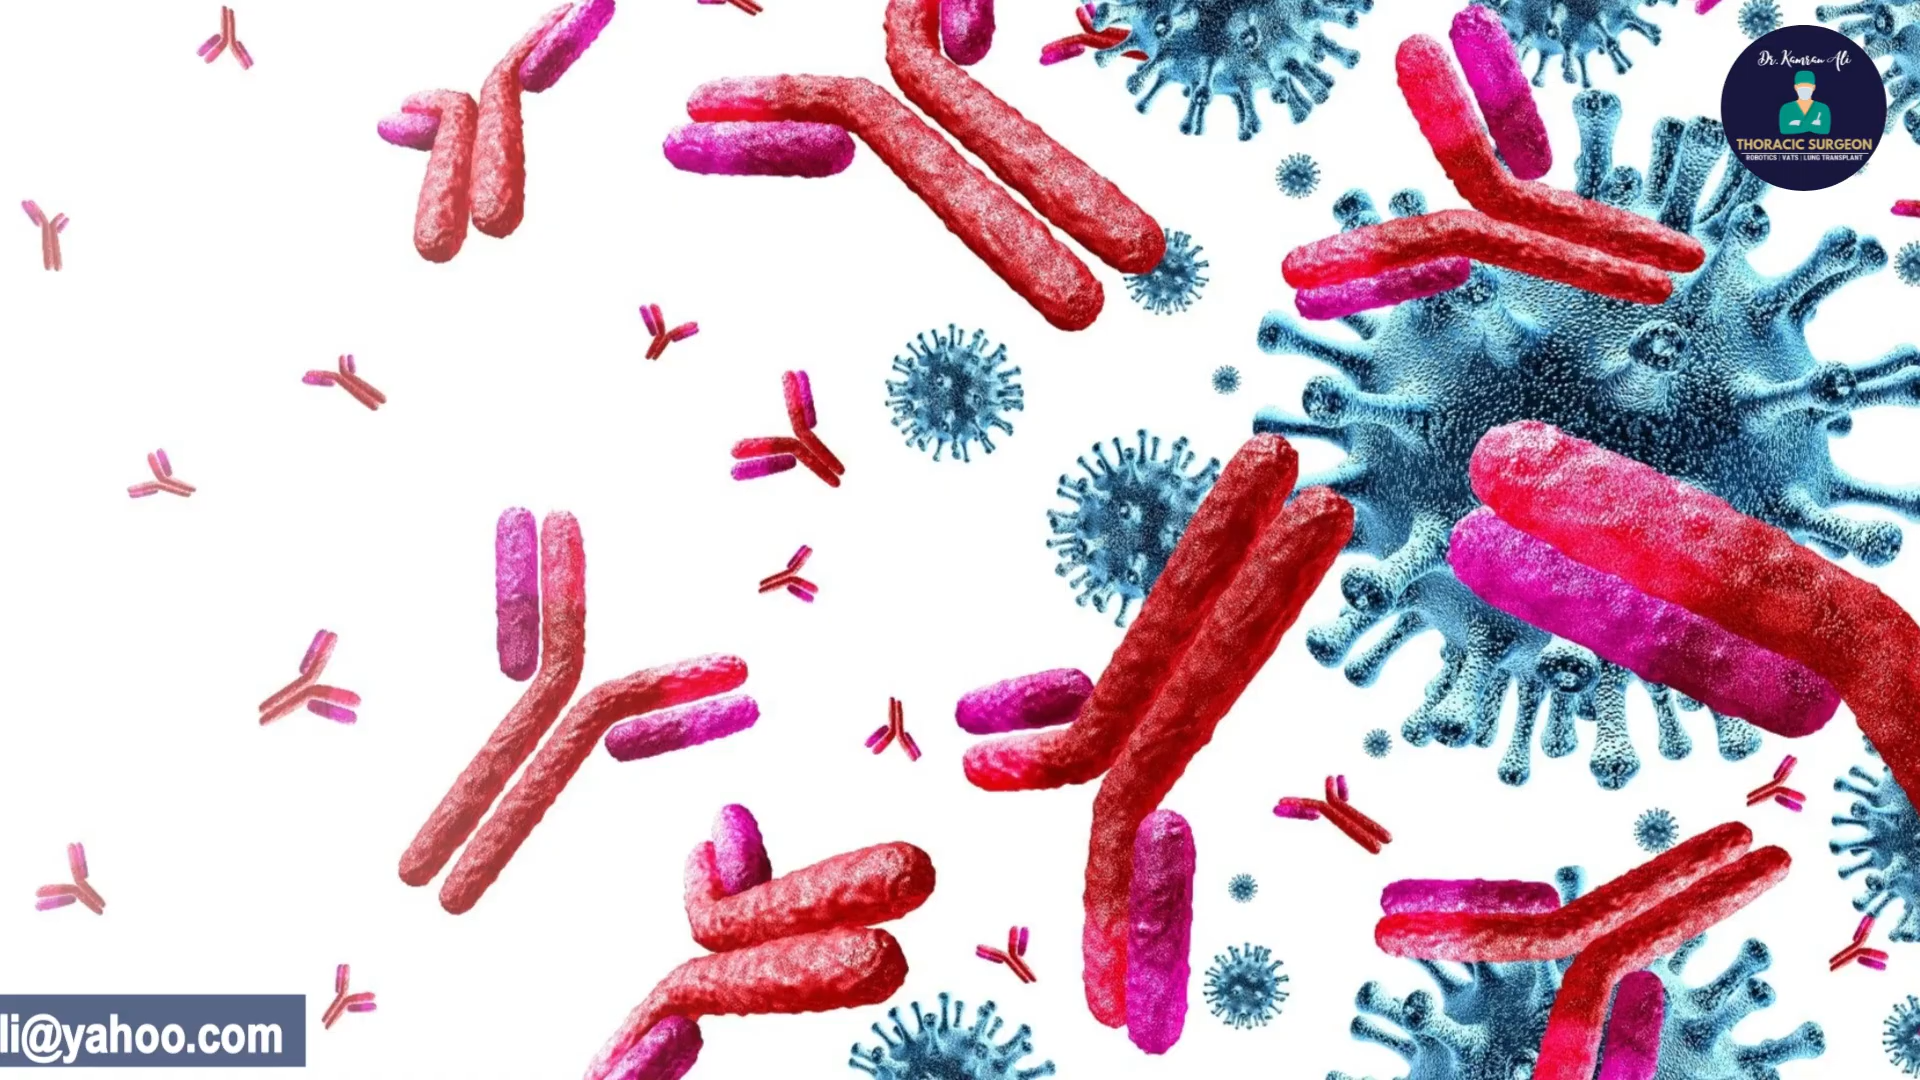 Dr. Kamran Ali
THORACIC SURGEON
ROBOTICS | VATS | LUNG TRANSPLANT
li@yahoo.com